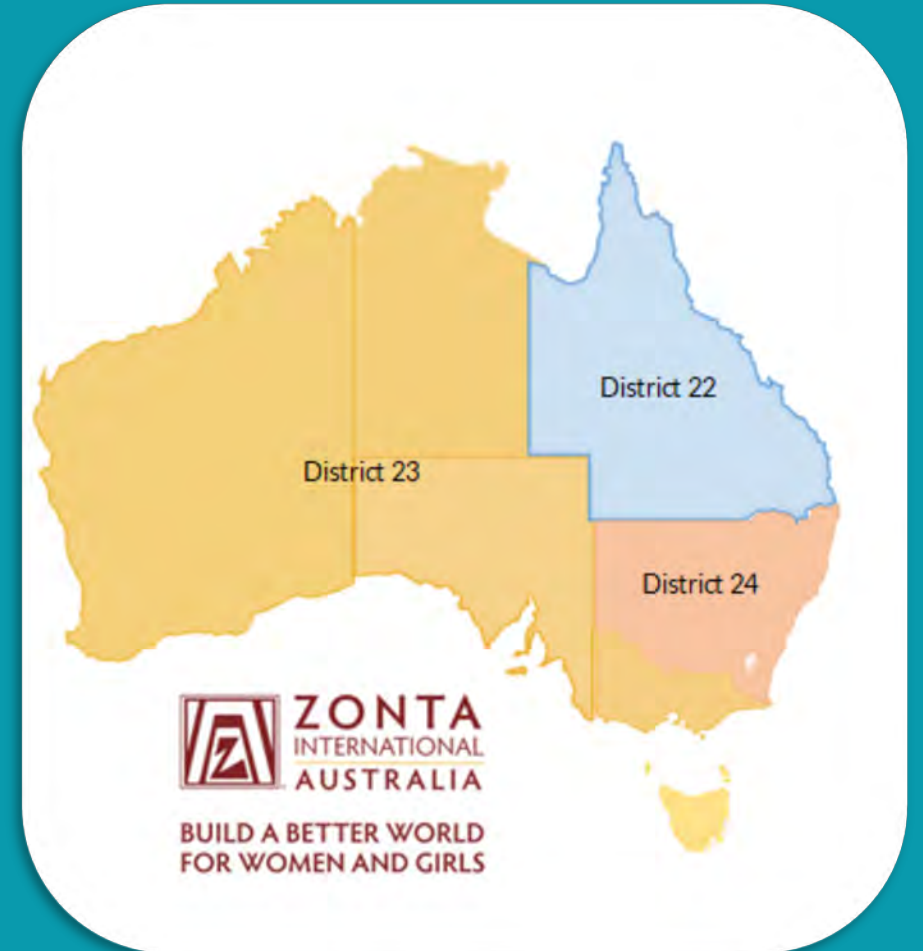 District 22
District 23
District 24
Z
ZONTA
INTERNATIONAL
AUSTRALIA
BUILD A BETTER WORLD
FOR WOMEN AND GIRLS